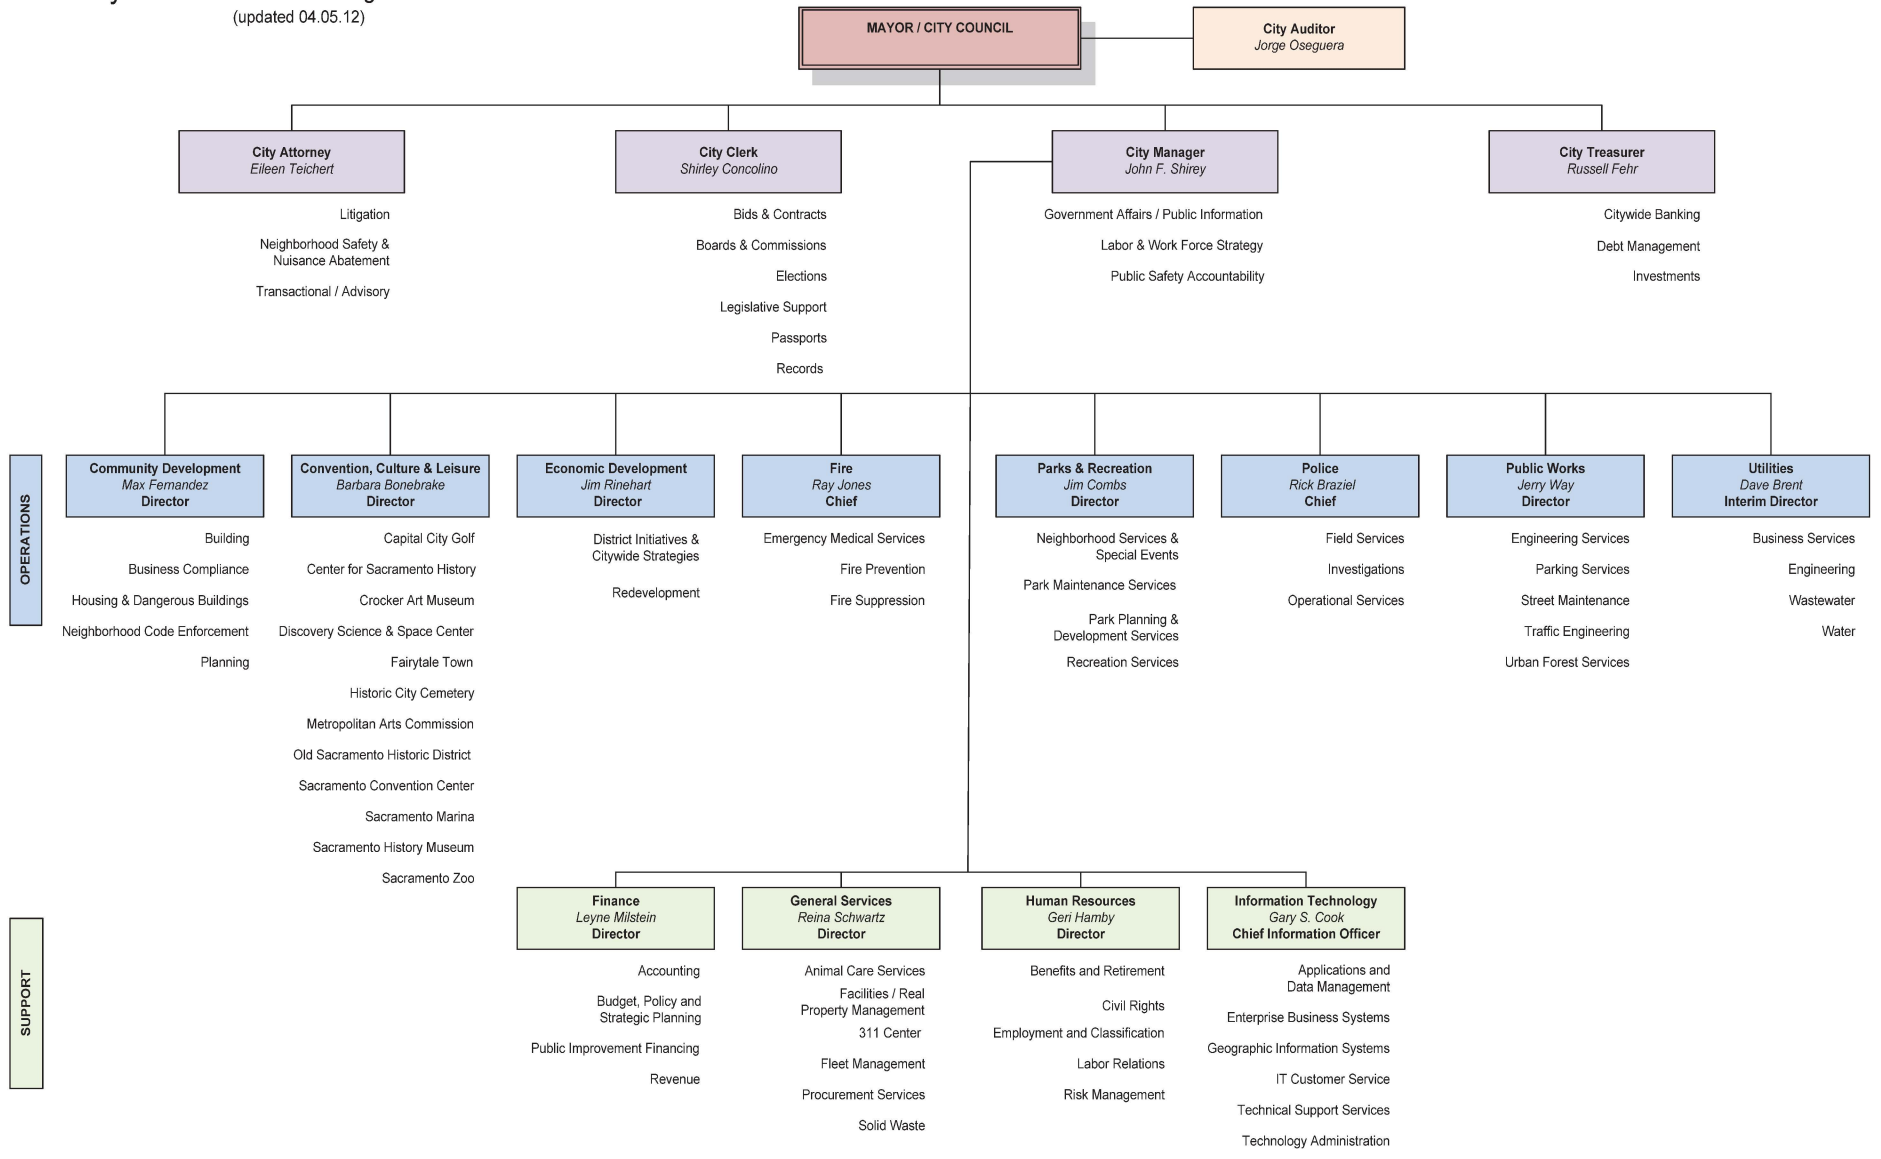 (updated 04.05.12)
MAYOR / CITY COUNCIL
City Auditor
Jorge Oseguera
City Attorney
Eileen Teichert
Litigation
Neighborhood Safety &
Nuisance Abatement
Transactional / Advisory
City Clerk
Shirley Concolino
Bids & Contracts
Boards & Commissions
Elections
Legislative Support
Passports
Records
City Manager
John F. Shirey
Government Affairs / Public Information
Labor & Work Force Strategy
Public Safety Accountability
City Treasurer
Russell Fehr
Citywide Banking
Debt Management
Investments
OPERATIONS
Community Development
Max Fernandez
Director
Building
Business Compliance
Housing & Dangerous Buildings
Neighborhood Code Enforcement
Planning
Convention, Culture & Leisure
Barbara Bonebrake
Director
Capital City Golf
Center for Sacramento History
Crocker Art Museum
Discovery Science & Space Center
Fairytale Town
Historic City Cemetery
Metropolitan Arts Commission
Old Sacramento Historic District
Sacramento Convention Center
Sacramento Marina
Sacramento History Museum
Sacramento Zoo
Economic Development
Jim Rinehart
Director
District Initiatives &
Citywide Strategies
Redevelopment
Fire
Ray Jones
Chief
Emergency Medical Services
Fire Prevention
Fire Suppression
Parks & Recreation
Jim Combs
Director
Neighborhood Services &
Special Events
Park Maintenance Services
Park Planning &
Development Services
Recreation Services
Police
Rick Braziel
Chief
Field Services
Investigations
Operational Services
Public Works
Jerry Way
Director
Engineering Services
Parking Services
Street Maintenance
Traffic Engineering
Urban Forest Services
Utilities
Dave Brent
Interim Director
Business Services
Engineering
Wastewater
Water
SUPPORT
Finance
Leyne Milstein
Director
Accounting
Budget, Policy and
Strategic Planning
Public Improvement Financing
Revenue
General Services
Reina Schwartz
Director
Animal Care Services
Facilities / Real
Property Management
311 Center
Fleet Management
Procurement Services
Solid Waste
Human Resources
Geri Hamby
Director
Benefits and Retirement
Civil Rights
Employment and Classification
Labor Relations
Risk Management
Information Technology
Gary S. Cook
Chief Information Officer
Applications and
Data Management
Enterprise Business Systems
Geographic Information Systems
IT Customer Service
Technical Support Services
Technology Administration